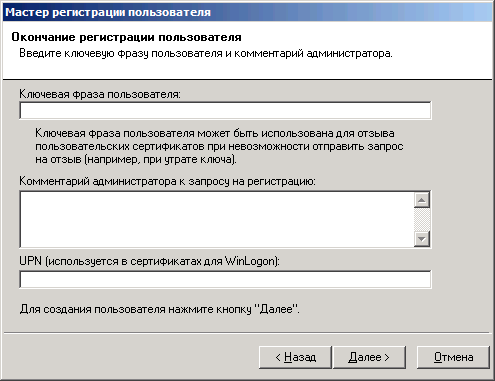 Мастер регистрации пользователя
Окончание регистрации пользователя
Введите ключевую фразу пользователя и комментарий администратора.
Ключевая фраза пользователя:
Ключевая фраза пользователя может быть использована для отзыва
пользовательских сертификатов при невозможности отправить запрос
на отзыв (например, при утрате ключа).
Комментарий администратора к запросу на регистрацию:
UPN (используется в сертификатах для WinLogon):
Для создания пользователя нажмите кнопку "Далее".
< Назад Далее > Отмена